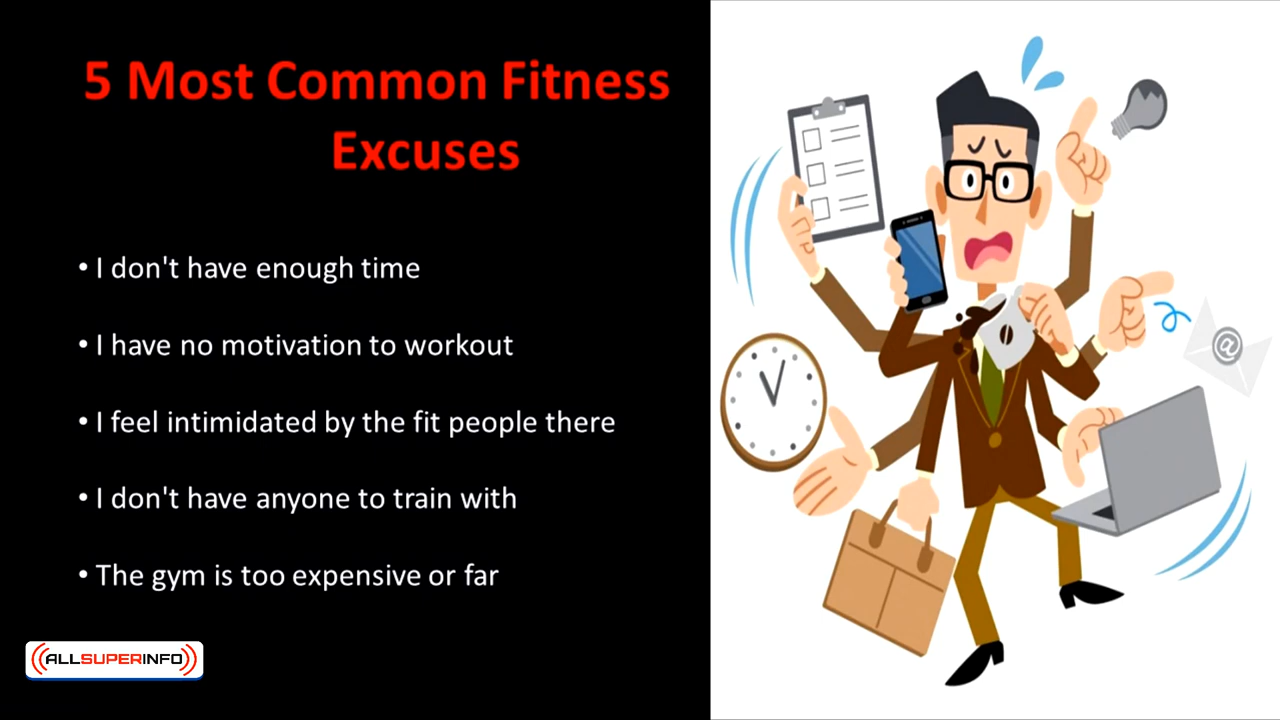 5 Most Common Fitness
Excuses
• I don't have enough time
• I have no motivation to workout
• I feel intimidated by the fit people there
• I don't have anyone to train with
• The gym is too expensive or far
ALLSUPERINFO
@